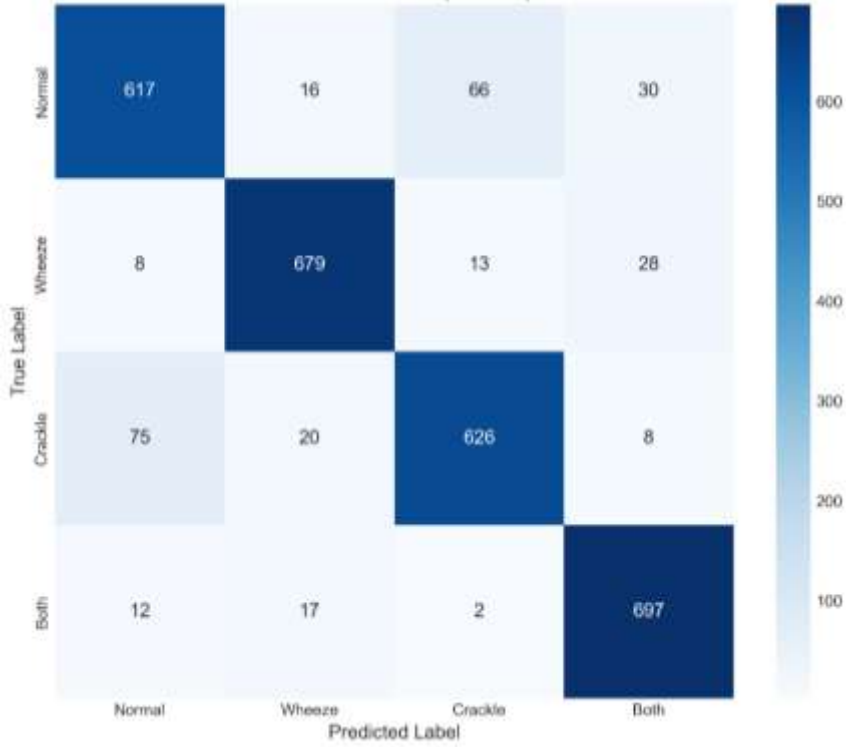 Normal 617 16 66 30
Wheeze 8 679 13 28
Crackle 75 20 626 8
Both 12 17 2 697
Normal Wheeze Crackle Both
Predicted Label
True Label
600
500
400
300
200
100